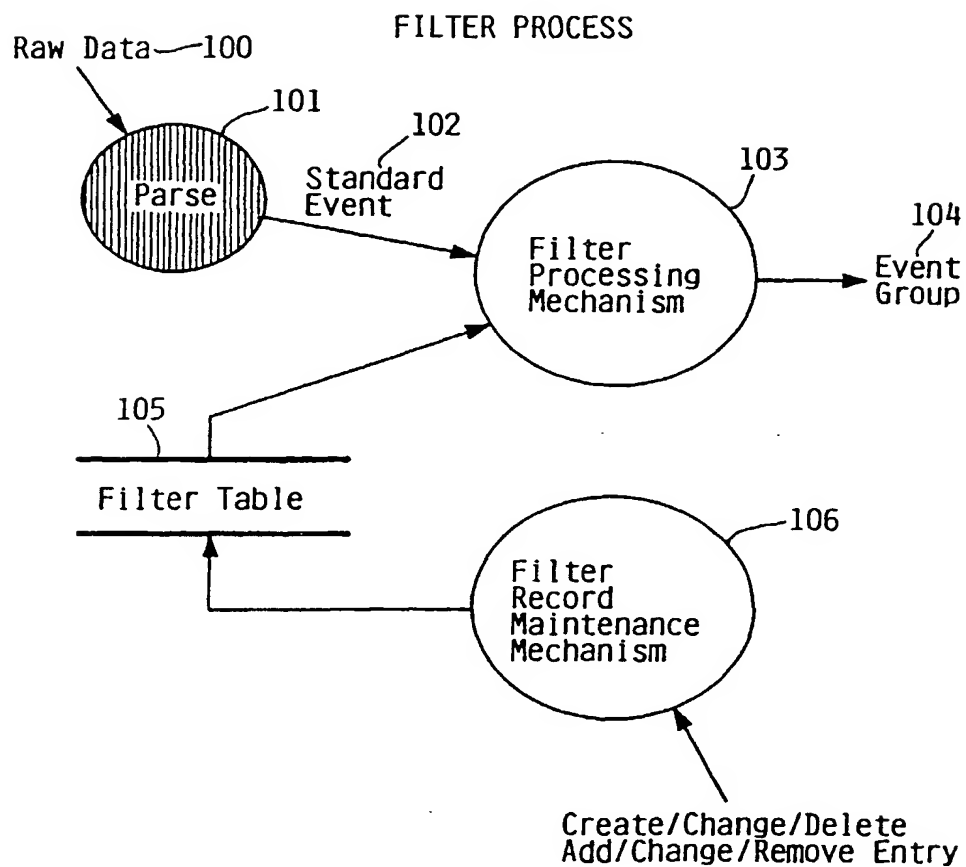 FILTER PROCESS
Raw Data 100
101
Parse
102
Standard
Event
103
Filter
Processing
Mechanism
104
Event
Group
105
Filter Table
106
Filter
Record
Maintenance
Mechanism
Create/Change/Delete
Add/Change/Remove Entry